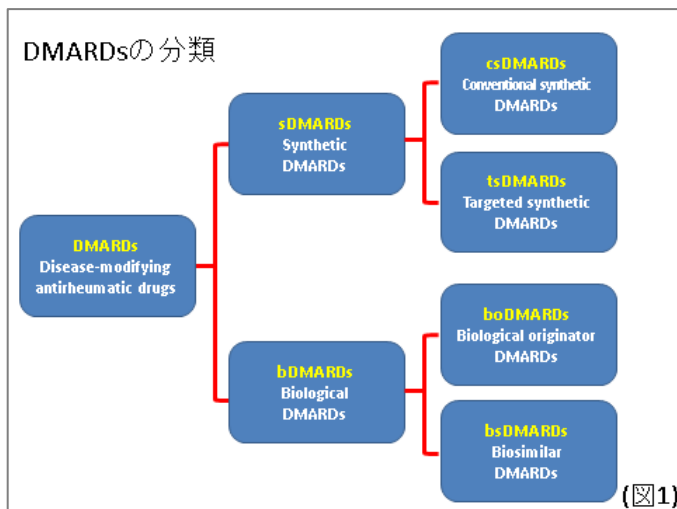 DMARDsの分類
csDMARDs
Conventional synthetic
DMARDs
sDMARDs
Synthetic
DMARDs
tsDMARDs
Targeted synthetic
DMARDs
DMARDs
Disease-modifying
antirheumatic drugs
boDMARDs
Biological originator
DMARDs
bDMARDs
Biological
DMARDs
bsDMARDs
Biosimilar
DMARDs
(図1)